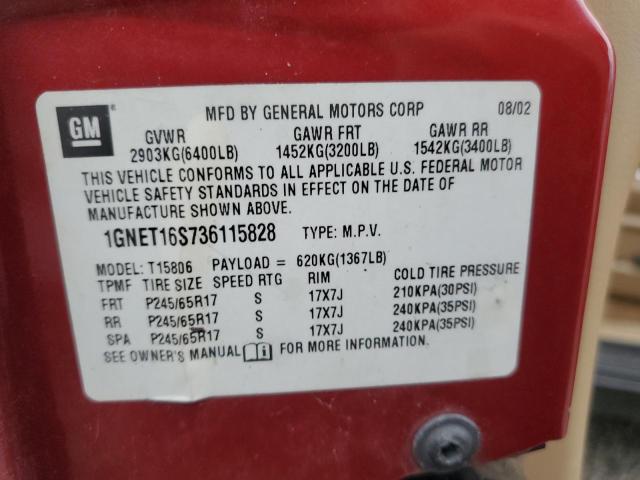 GM ® MFD BY GENERAL MOTORS CORP 08/02
GVWR GAWR FRT GAWR RR
2903KG(6400LB) 1452KG(3200LB) 1542KG(3400LB)
THIS VEHICLE CONFORMS TO ALL APPLICABLE U.S. FEDERAL MOTOR
VEHICLE SAFETY STANDARDS IN EFFECT ON THE DATE OF
MANUFACTURE SHOWN ABOVE.
1GNET16S736115828 TYPE: M.P.V.
MODEL: T15806 PAYLOAD = 620KG(1367LB)
TPMF TIRE SIZE SPEED RTG RIM COLD TIRE PRESSURE
FRT P245/65R17 S 17X7J 210KPA(30PSI)
RR P245/65R17 S 17X7J 240KPA(35PSI)
SPA P245/65R17 S 17X7J 240KPA(35PSI)
SEE OWNER'S MANUAL FOR MORE INFORMATION.